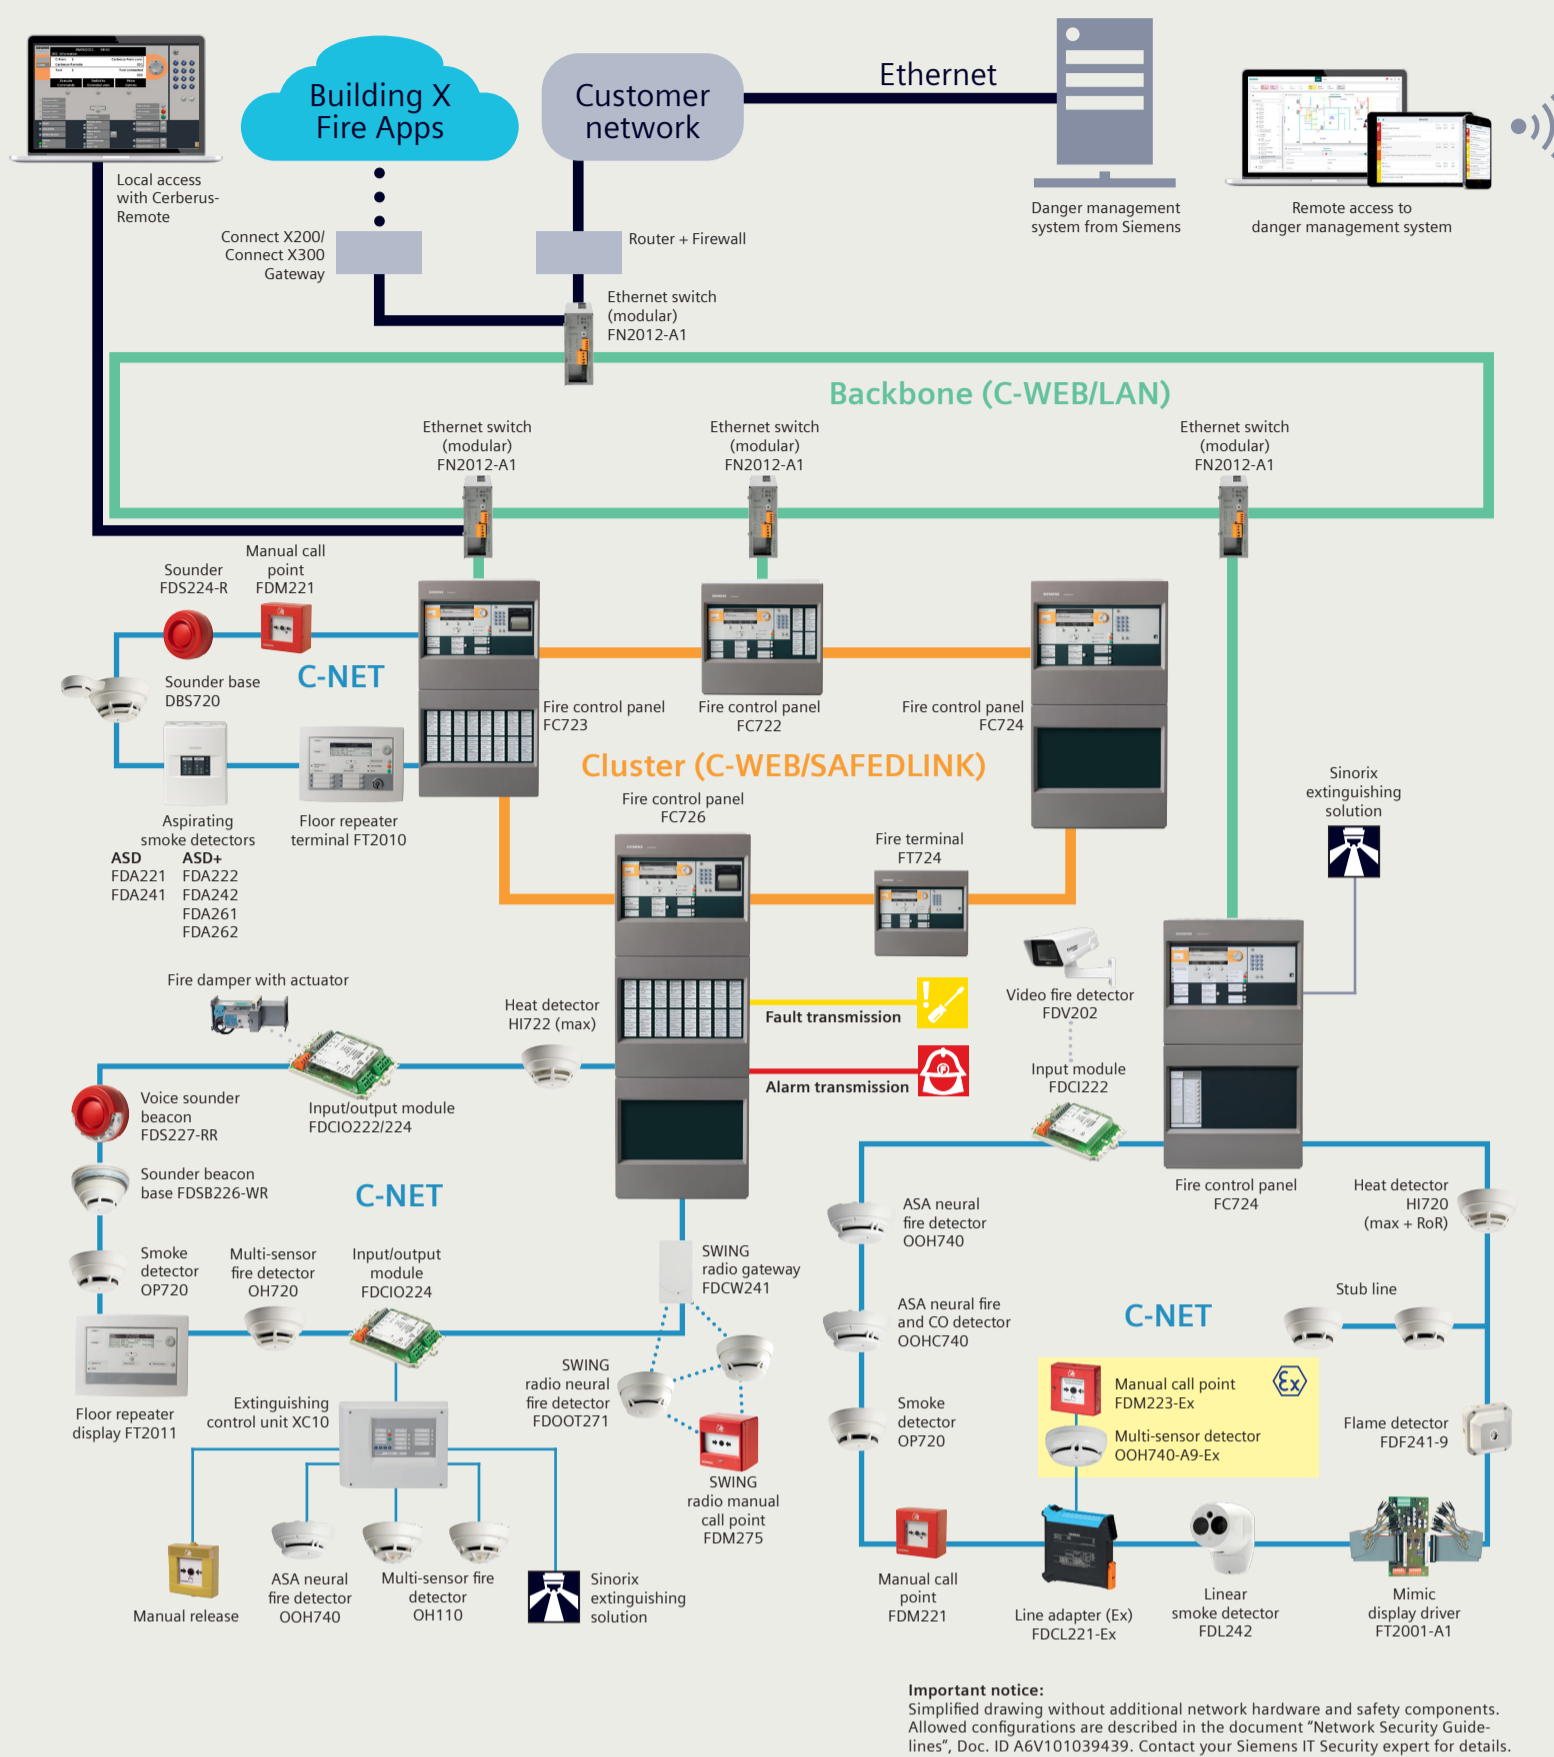 Building X
Fire Apps
Customer
network
Ethernet
Local access
with Cerberus-
Remote
Connect X200/
Connect X300
Gateway
Router + Firewall
Danger management
system from Siemens
Remote access to
danger management system
Ethernet switch
(modular)
FN2012-A1
Backbone (C-WEB/LAN)
Ethernet switch
(modular)
FN2012-A1
Ethernet switch
(modular)
FN2012-A1
Ethernet switch
(modular)
FN2012-A1
Sounder
FDS224-R
Manual call
point
FDM221
C-NET
Sounder base
DBS720
Fire control panel
FC723
Fire control panel
FC722
Fire control panel
FC724
Cluster (C-WEB/SAFEDLINK)
Aspirating
smoke detectors
ASD
FDA221
FDA241
ASD+
FDA222
FDA242
FDA261
FDA262
Floor repeater
terminal FT2010
Fire control panel
FC726
Fire terminal
FT724
Sinorix
extinguishing
solution
Fire damper with actuator
Heat detector
HI722 (max)
Fault transmission
Alarm transmission
Video fire detector
FDV202
Input module
FDCI222
Voice sounder
beacon
FDS227-RR
Input/output module
FDCIO222/224
Sounder beacon
base FDSB226-WR
C-NET
Fire control panel
FC724
Heat detector
HI720
(max + RoR)
ASA neural
fire detector
OOH740
Smoke
detector
OP720
Multi-sensor
fire detector
OH720
Input/output
module
FDCIO224
SWING
radio gateway
FDCW241
Stub line
ASA neural fire
and CO detector
OOHC740
C-NET
SWING
radio neural
fire detector
FDOOT271
Floor repeater
display FT2011
Extinguishing
control unit XC10
Smoke
detector
OP720
Manual call point
FDM223-Ex
Ex
Multi-sensor detector
OOH740-A9-Ex
Flame detector
FDF241-9
SWING
radio manual
call point
FDM275
Manual release
ASA neural
fire detector
OOH740
Multi-sensor fire
detector
OH110
Sinorix
extinguishing
solution
Manual call
point
FDM221
Line adapter (Ex)
FDCL221-Ex
Linear
smoke detector
FDL242
Mimic
display driver
FT2001-A1
Important notice:
Simplified drawing without additional network hardware and safety components.
Allowed configurations are described in the document "Network Security Guide-
lines", Doc. ID A6V101039439. Contact your Siemens IT Security expert for details.